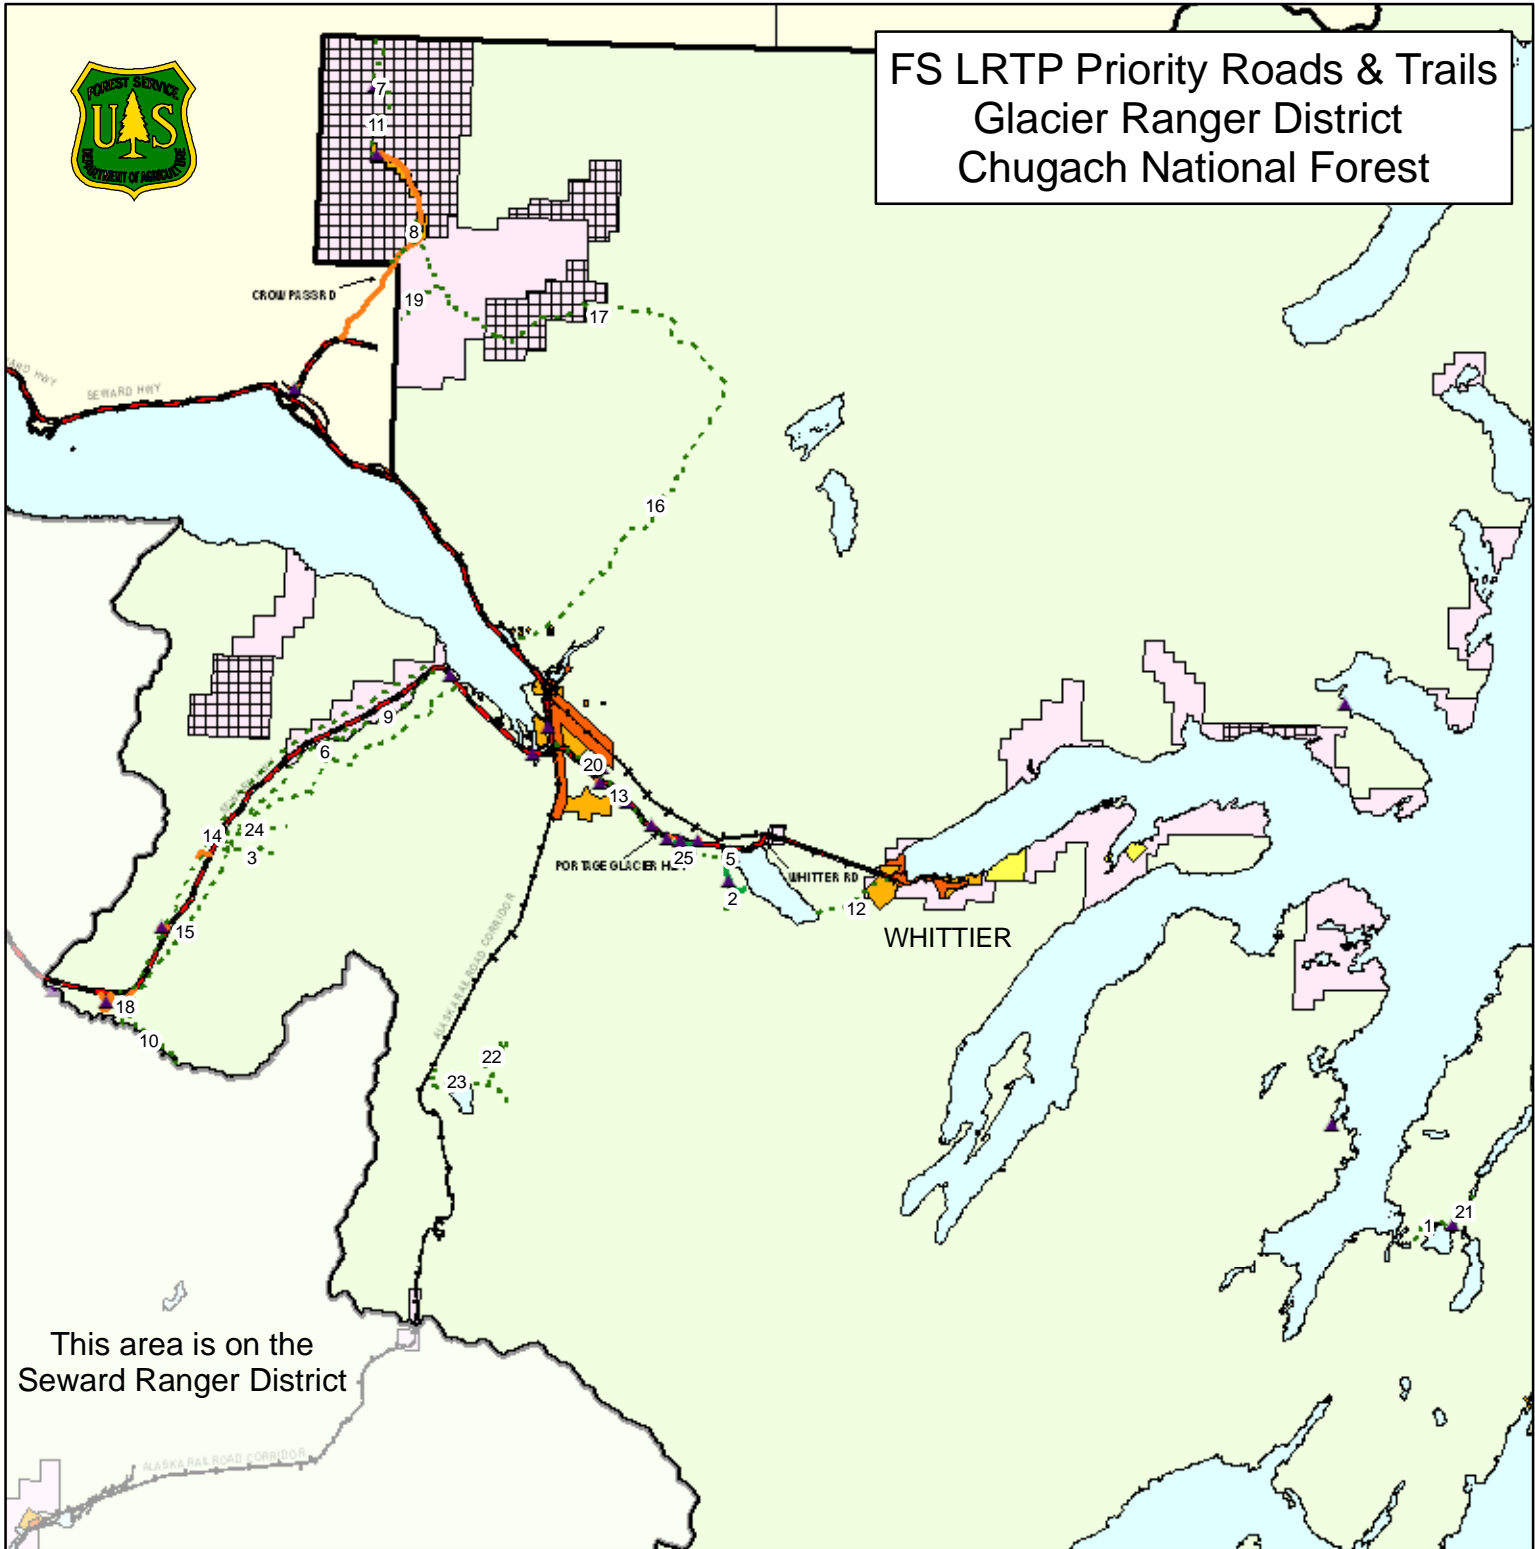 FOREST SERVICE
U S
DEPARTMENT OF AGRICULTURE
FS LRTP Priority Roads & Trails
Glacier Ranger District
Chugach National Forest
7
11
8
CROW PASS RD
19
17
HWY
SEWARD HWY
16
9
6
20
13
14
24
3
PORTAGE GLACIER
25
5
WHITTER RD
2
12
WHITTIER
15
ALASKA RAILROAD CORRIDOR
18
10
22
23
21
1
This area is on the
Seward Ranger District
ALASKA RAILROAD CORRIDOR